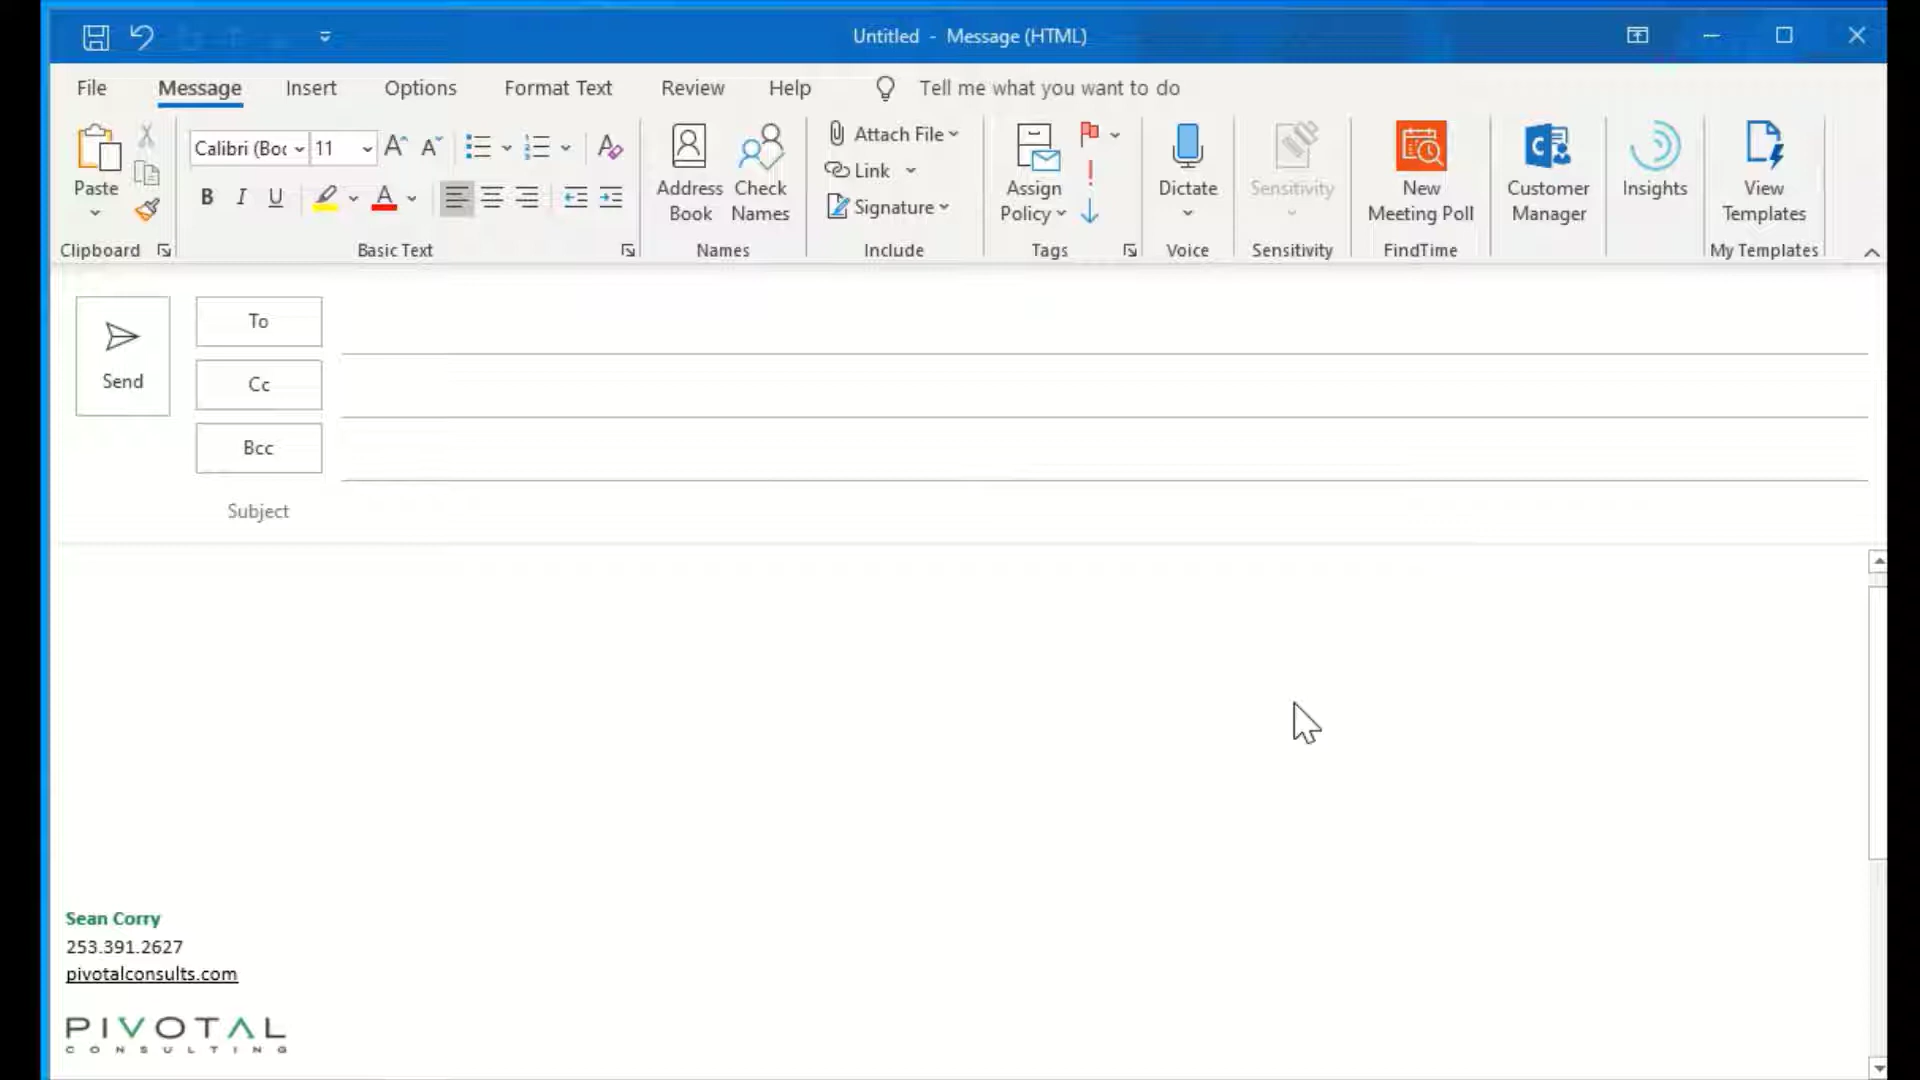 Untitled - Message (HTML)
File Message Insert Options Format Text Review Help Tell me what you want to do
Paste
Clipboard
Calibri (Boc 11
B I U A
Basic Text
Address Book
Check Names
Names
Attach File
Link
Signature
Include
Assign Policy
Tags
Dictate
Voice
Sensitivity
Sensitivity
New Meeting Poll
FindTime
Customer Manager
Insights
View Templates
My Templates
Send
To
Cc
Bcc
Subject
Sean Corry
253.391.2627
pivotalconsults.com
PIVOTAL
CONSULTING